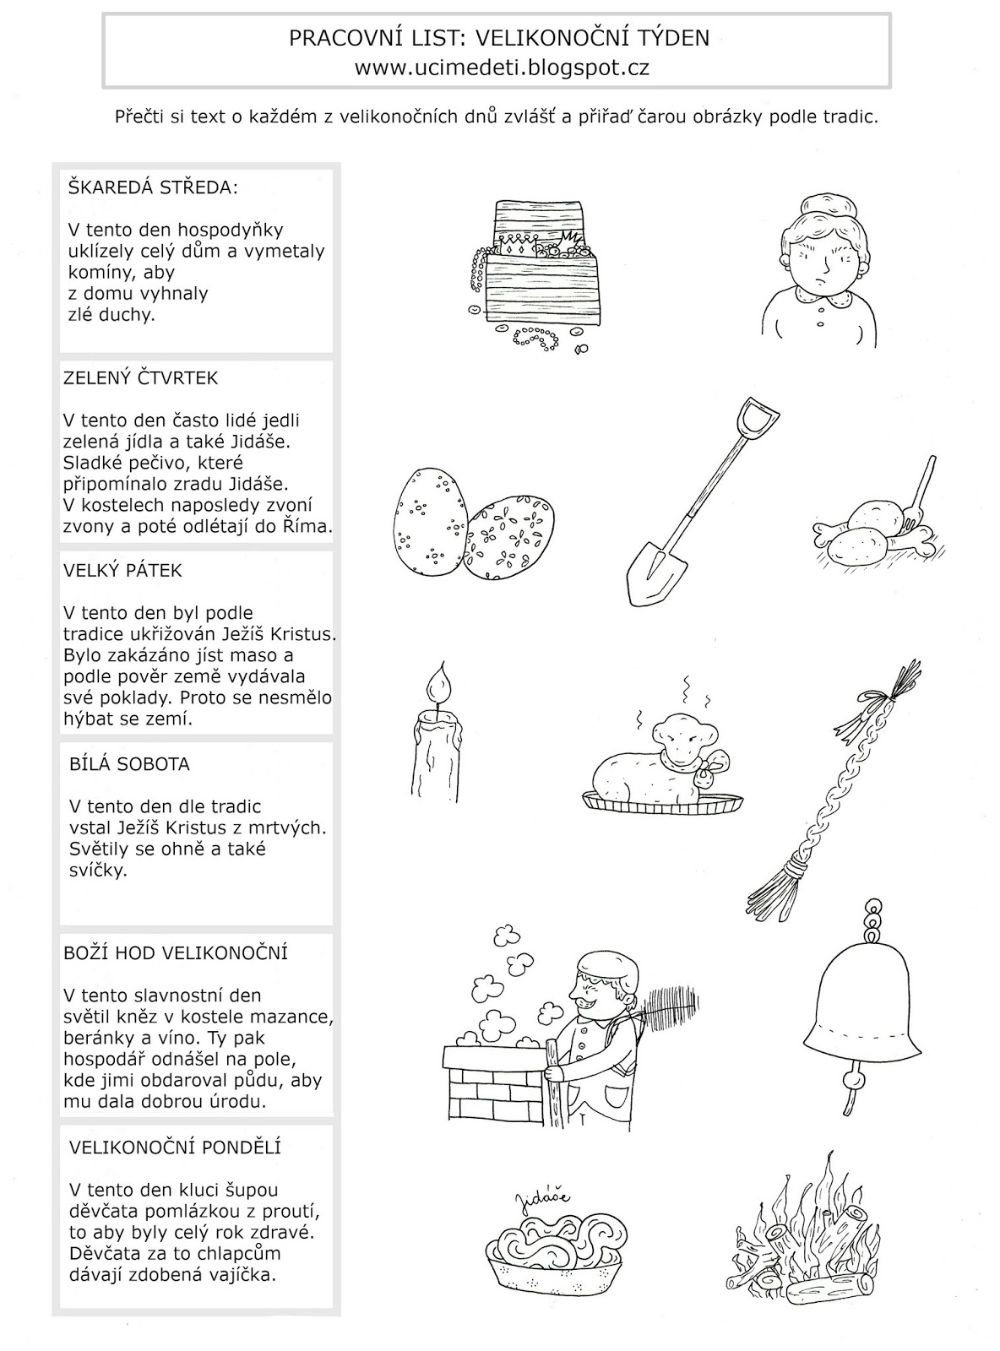 PRACOVNÍ LIST: VELIKONOČNÍ TÝDEN
www.ucimedeti.blogspot.cz
Přečti si text o každém z velikonočních dnů zvlášť a přiřaď čarou obrázky podle tradic.
ŠKAREDÁ STŘEDA:
V tento den hospodyňky
uklízely celý dům a vymetaly
komíny, aby
z domu vyhnaly
zlé duchy.
ZELENÝ ČTVRTEK
V tento den často lidé jedli
zelená jídla a také Jidáše.
Sladké pečivo, které
připomínalo zradu Jidáše.
V kostelech naposledy zvoní
zvony a poté odlétají do Říma.
VELKÝ PÁTEK
V tento den byl podle
tradice ukřižován Ježíš Kristus.
Bylo zakázáno jíst maso a
podle pověr země vydávala
své poklady. Proto se nesmělo
hýbat se zemí.
BÍLÁ SOBOTA
V tento den dle tradic
vstal Ježíš Kristus z mrtvých.
Světily se ohně a také
svíčky.
BOŽÍ HOD VELIKONOČNÍ
V tento slavnostní den
světil kněz v kostele mazance,
beránky a víno. Ty pak
hospodář odnášel na pole,
kde jimi obdaroval půdu, aby
mu dala dobrou úrodu.
VELIKONOČNÍ PONDĚLÍ
V tento den kluci šupou
děvčata pomlázkou z proutí,
to aby byly celý rok zdravé.
Děvčata za to chlapcům
dávají zdobená vajíčka.
jidáše